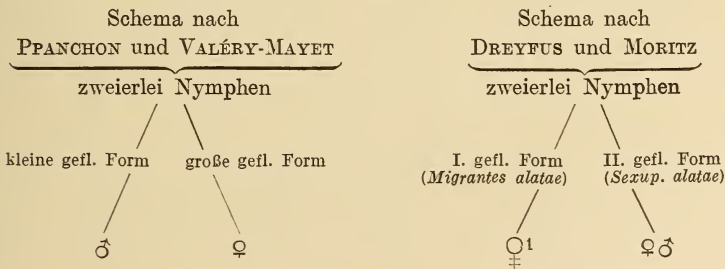 Schema nach
PPANCHON und VALÉRY-MAYET
zweierlei Nymphen
kleine gefl. Form große gefl. Form
♂ ♀
Schema nach
DREYFUS und MORITZ
zweierlei Nymphen
I. gefl. Form II. gefl. Form
(Migrantes alatae) (Sexup. alatae)
⚢¹ ♀♂